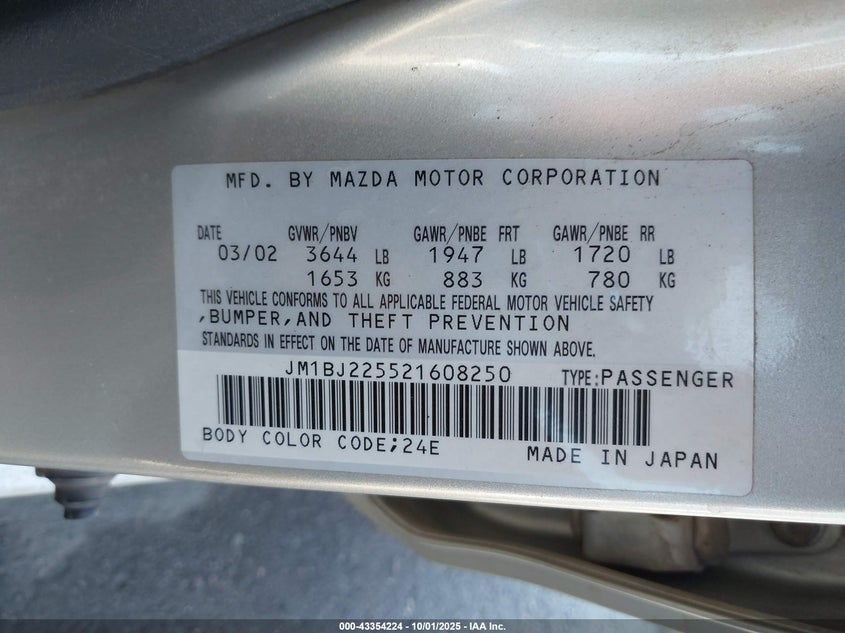 MFD. BY MAZDA MOTOR CORPORATION
DATE GVWR/PNBV GAWR/PNBE FRT GAWR/PNBE RR
03/02 3644 LB 1947 LB 1720 LB
1653 KG 883 KG 780 KG
THIS VEHICLE CONFORMS TO ALL APPLICABLE FEDERAL MOTOR VEHICLE SAFETY
,BUMPER,AND THEFT PREVENTION
STANDARDS IN EFFECT ON THE DATE OF MANUFACTURE SHOWN ABOVE.
JM1BJ225521608250 TYPE:PASSENGER
BODY COLOR CODE;24E MADE IN JAPAN
000-43354224 - 10/01/2025 - IAA Inc.